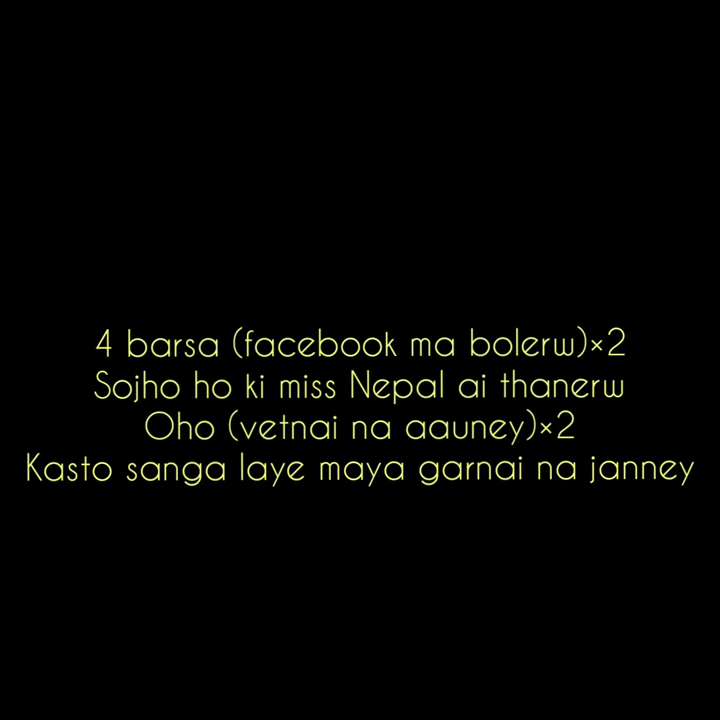 4 barsa (facebook ma bolerw)×2
Sojho ho ki miss Nepal ai thanerw
Oho (vetnai na aauney)×2
Kasto sanga laye maya garnai na janney